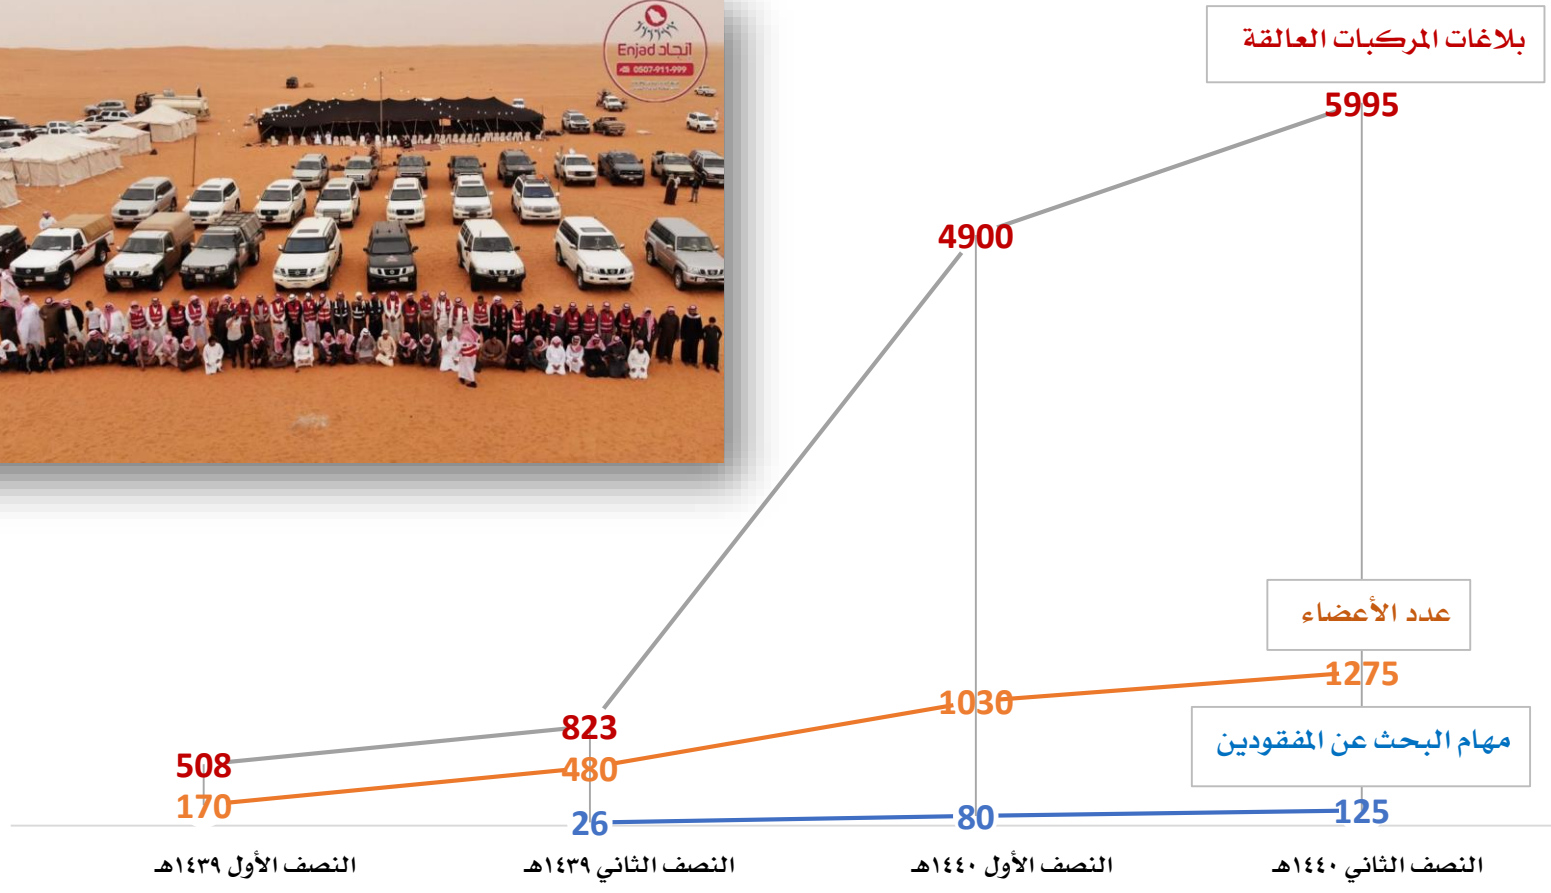 Enjad انجاد
0507-911-999
بلاغات المركبات العالقة
5995
4900
عدد الأعضاء
1275
1030
مهام البحث عن المفقودين
823
508
480
170
125
80
26
النصف الأول ١٤٣٩هـ
النصف الثاني ١٤٣٩هـ
النصف الأول ١٤٤٠هـ
النصف الثاني ١٤٤٠هـ